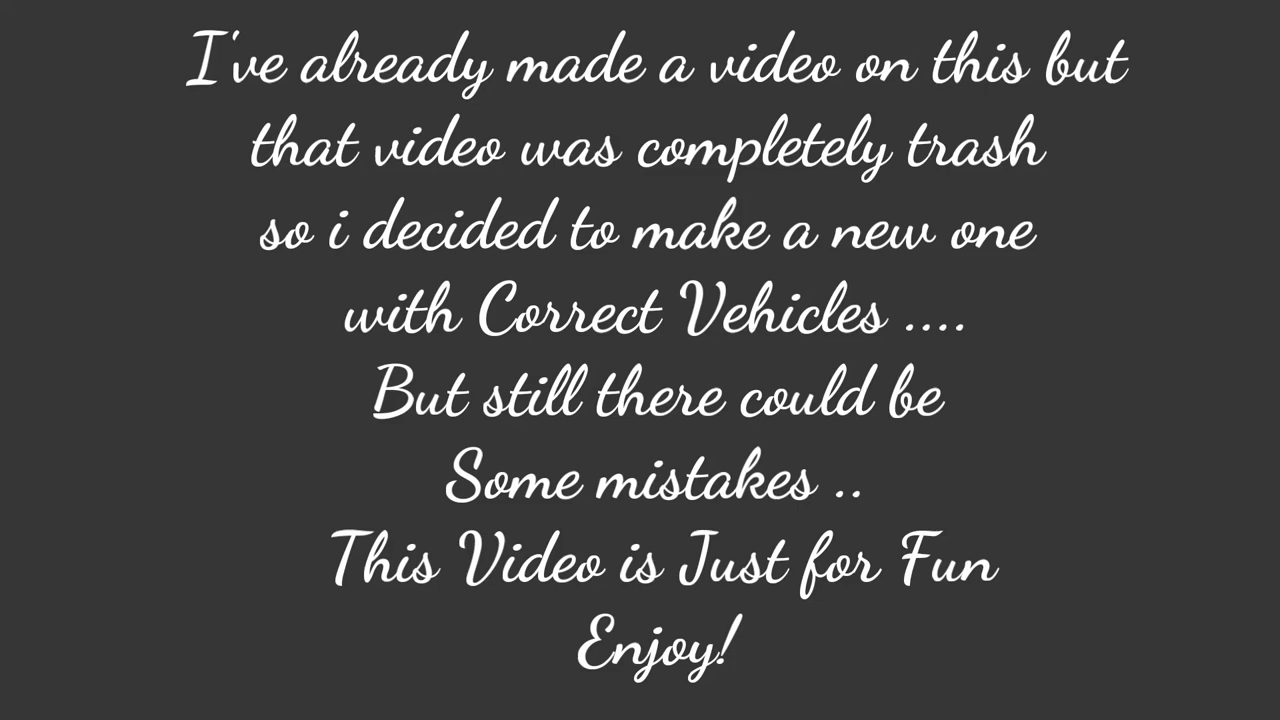 I've already made a video on this but
that video was completely trash
so i decided to make a new one
with Correct Vehicles ....
But still there could be
Some mistakes ..
This Video is Just for Fun
Enjoy!